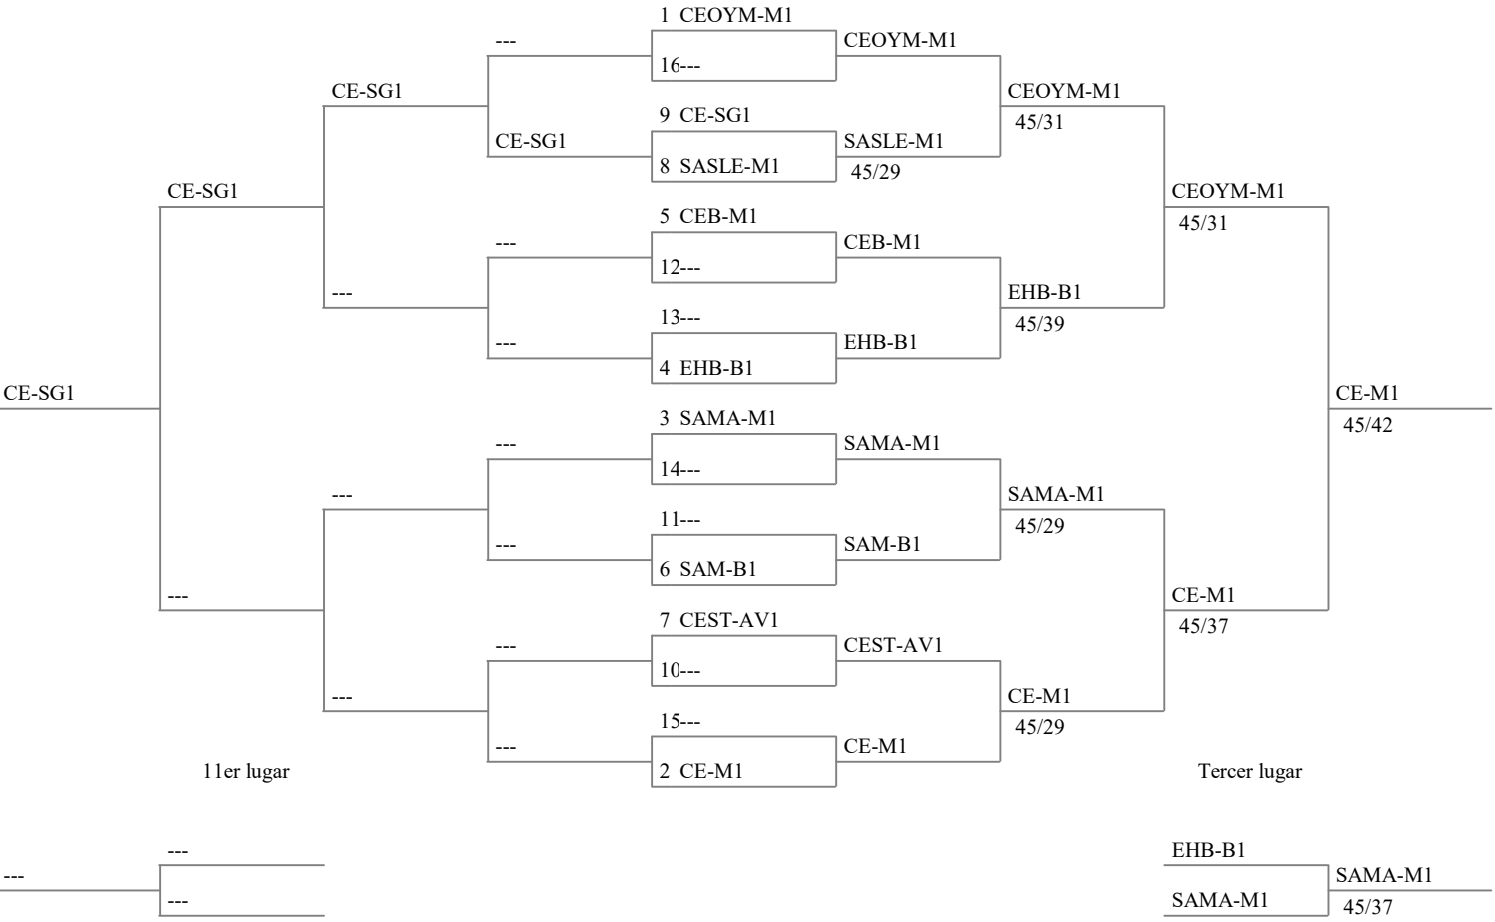 1 CEOYM-M1
--- CEOYM-M1
16---
CE-SG1 CEOYM-M1
45/31
9 CE-SG1
CE-SG1 SASLE-M1
8 SASLE-M1 45/29
CE-SG1 CEOYM-M1
45/31
5 CEB-M1
--- CEB-M1
12---
--- EHB-B1
45/39
13---
--- EHB-B1
4 EHB-B1
CE-SG1 CE-M1
45/42
3 SAMA-M1
--- SAMA-M1
14---
--- SAMA-M1
45/29
11---
--- SAM-B1
6 SAM-B1
--- CE-M1
45/37
7 CEST-AV1
--- CEST-AV1
10---
--- CE-M1
45/29
15---
--- CE-M1
2 CE-M1
11er lugar Tercer lugar
--- EHB-B1
--- SAMA-M1
--- SAMA-M1 45/37